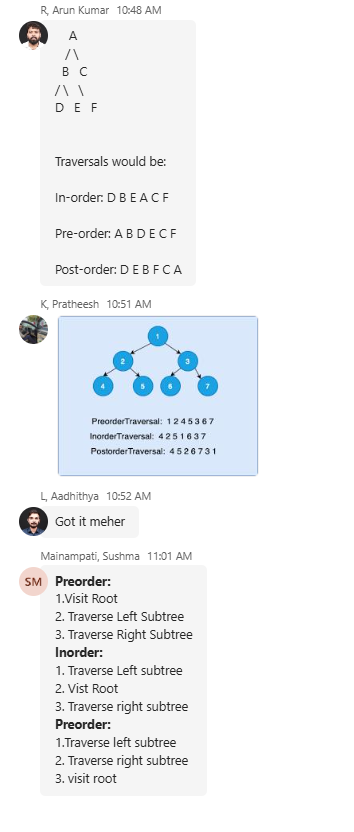 R, Arun Kumar 10:48 AM
A
/ \
B C
/ \ \
D E F
Traversals would be:
In-order: D B E A C F
Pre-order: A B D E C F
Post-order: D E B F C A
K, Pratheesh 10:51 AM
1
2 3
4 5 6 7
PreorderTraversal: 1 2 4 5 3 6 7
InorderTraversal: 4 2 5 1 6 3 7
PostorderTraversal: 4 5 2 6 7 3 1
L, Aadhithya 10:52 AM
Got it meher
Mainampati, Sushma 11:01 AM
SM
Preorder:
1.Visit Root
2. Traverse Left Subtree
3. Traverse Right Subtree
Inorder:
1. Traverse Left subtree
2. Vist Root
3. Traverse right subtree
Preorder:
1.Traverse left subtree
2. Traverse right subtree
3. visit root